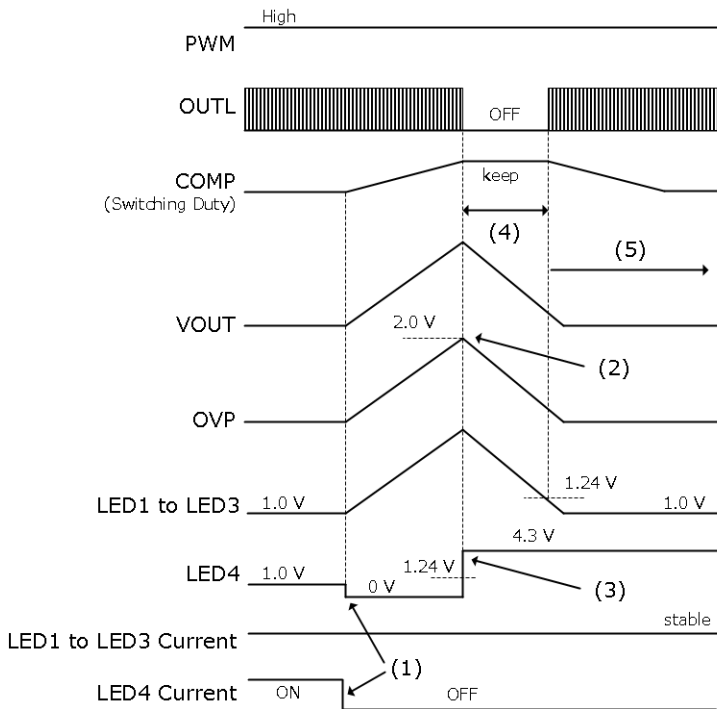 High
PWM
OUTL
OFF
COMP
keep
(Switching Duty)
(4)
(5)
VOUT
2.0 V
(2)
OVP
1.24 V
LED1 to LED3
1.0 V
1.0 V
4.3 V
LED4
1.0 V
0 V
1.24 V
(3)
stable
LED1 to LED3 Current
(1)
LED4 Current
ON
OFF